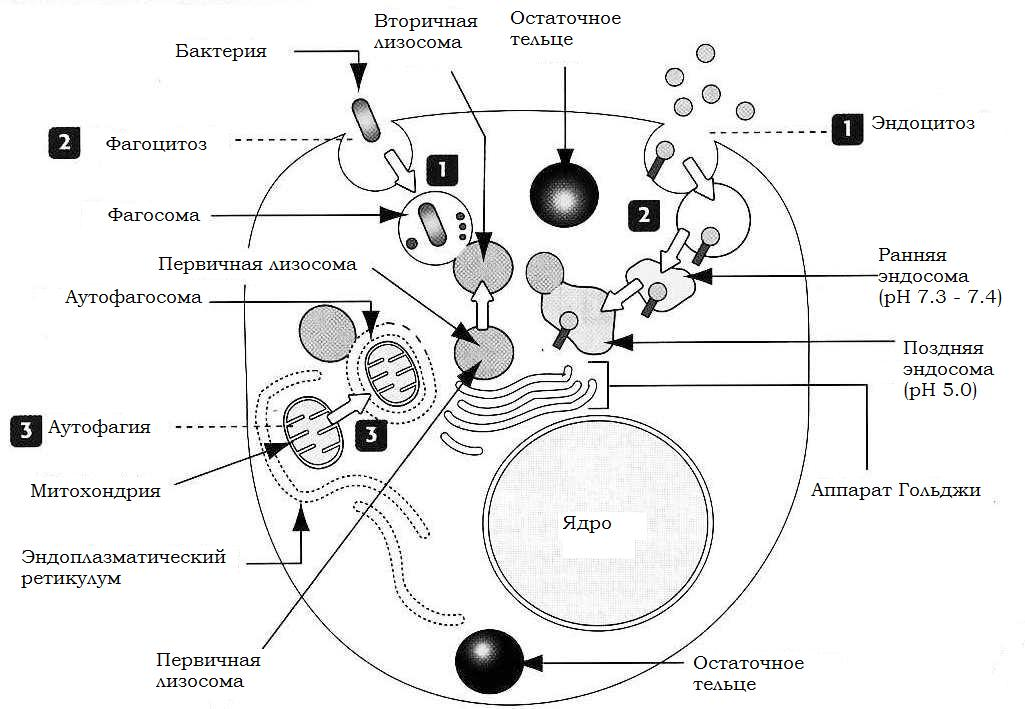 Вторичная
лизосома
Остаточное
тельце
Бактерия
1 Эндоцитоз
2 Фагоцитоз
1
Фагосома
2
Ранняя
эндосома
(pH 7.3 - 7.4)
Первичная лизосома
Аутофагосома
Поздняя
эндосома
(pH 5.0)
3 Аутофагия
3
Митохондрия
Аппарат Гольджи
Ядро
Эндоплазматический
ретикулум
Первичная
лизосома
Остаточное
тельце